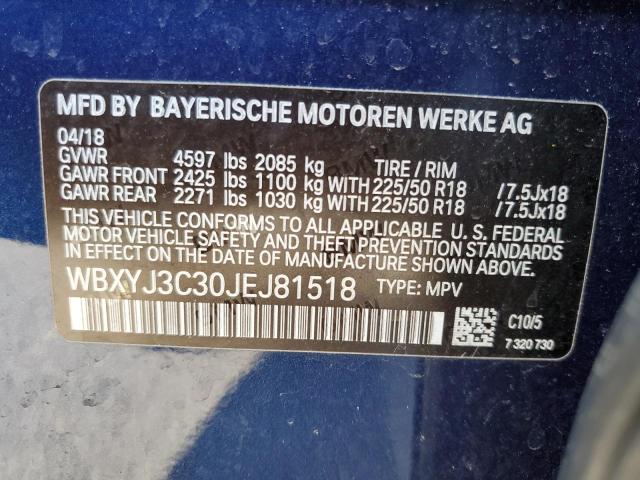 MFD BY BAYERISCHE MOTOREN WERKE AG
04/18
GVWR 4597 lbs 2085 kg TIRE / RIM
GAWR FRONT 2425 lbs 1100 kg WITH 225/50 R18 /7.5Jx18
GAWR REAR 2271 lbs 1030 kg WITH 225/50 R18 /7.5Jx18
THIS VEHICLE CONFORMS TO ALL APPLICABLE U. S. FEDERAL
MOTOR VEHICLE SAFETY AND THEFT PREVENTION STANDARDS
IN EFFECT ON THE DATE OF MANUFACTURE SHOWN ABOVE.
WBXYJ3C30JEJ81518 TYPE: MPV
C10/5
7 320 730